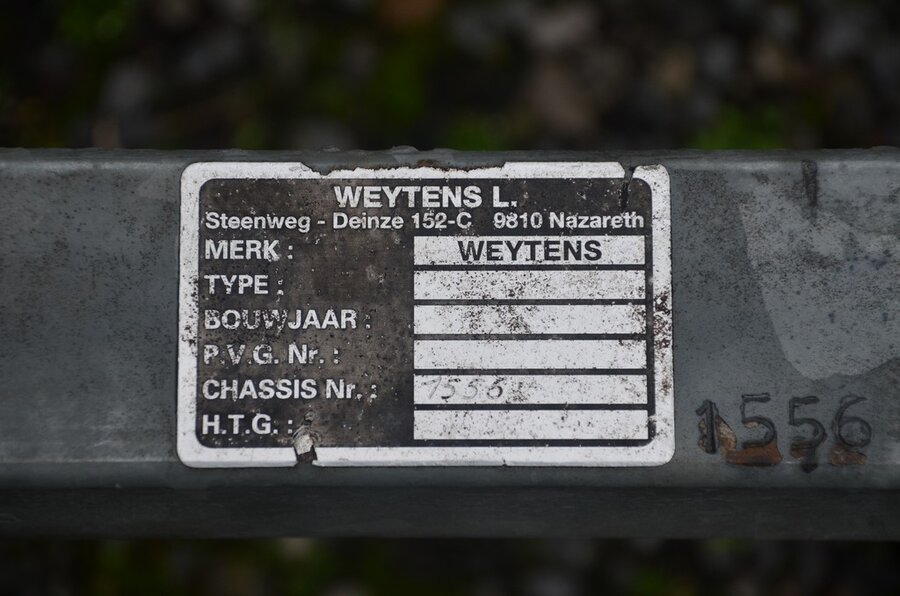 WEYTENS L.
Steenweg - Deinze 152-C 9810 Nazareth
MERK : WEYTENS
TYPE :
BOUWJAAR :
P.V.G. Nr. :
CHASSIS Nr. : 1556
H.T.G. :
1556